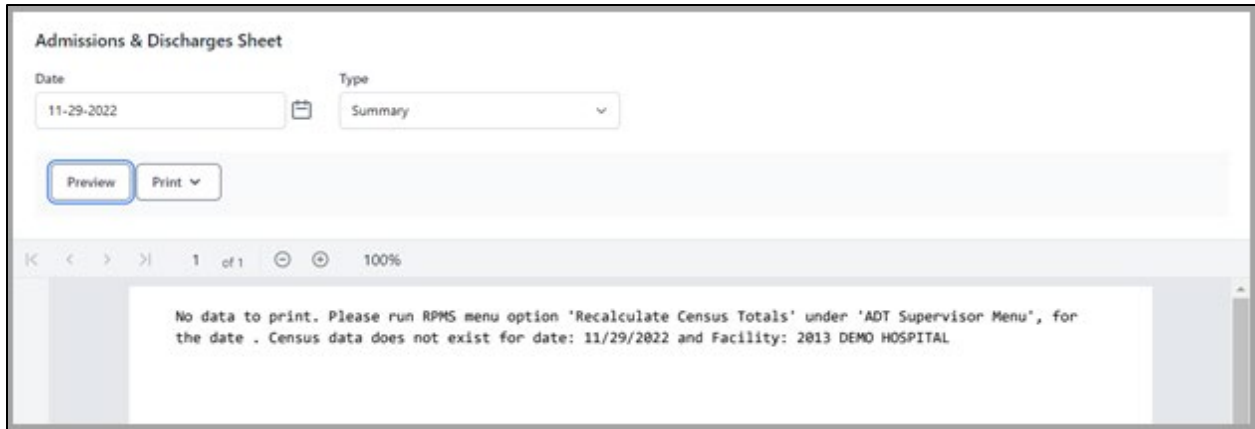 Admissions & Discharges Sheet
Date Type
11-29-2022 Summary
Preview Print
1 of 1 100%
No data to print. Please run RPMS menu option 'Recalculate Census Totals' under 'ADT Supervisor Menu', for
the date . Census data does not exist for date: 11/29/2022 and Facility: 2013 DEMO HOSPITAL